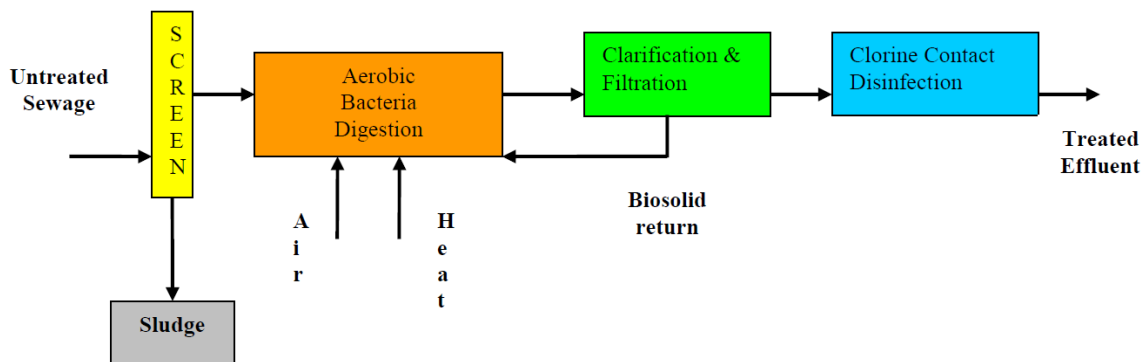 Untreated
Sewage
S
C
R
E
E
N
Sludge
Aerobic
Bacteria
Digestion
A
i
r
H
e
a
t
Clarification &
Filtration
Biosolid
return
Clorine Contact
Disinfection
Treated
Effluent